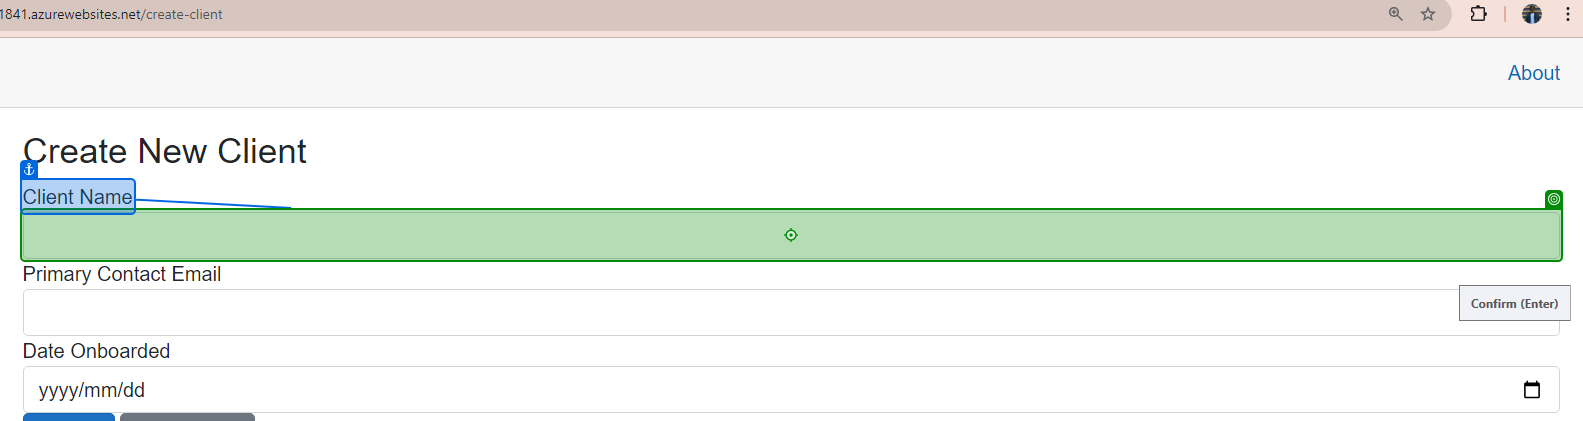 1841.azurewebsites.net/create-client
About
Create New Client
Client Name
Primary Contact Email
Confirm (Enter)
Date Onboarded
yyyy/mm/dd